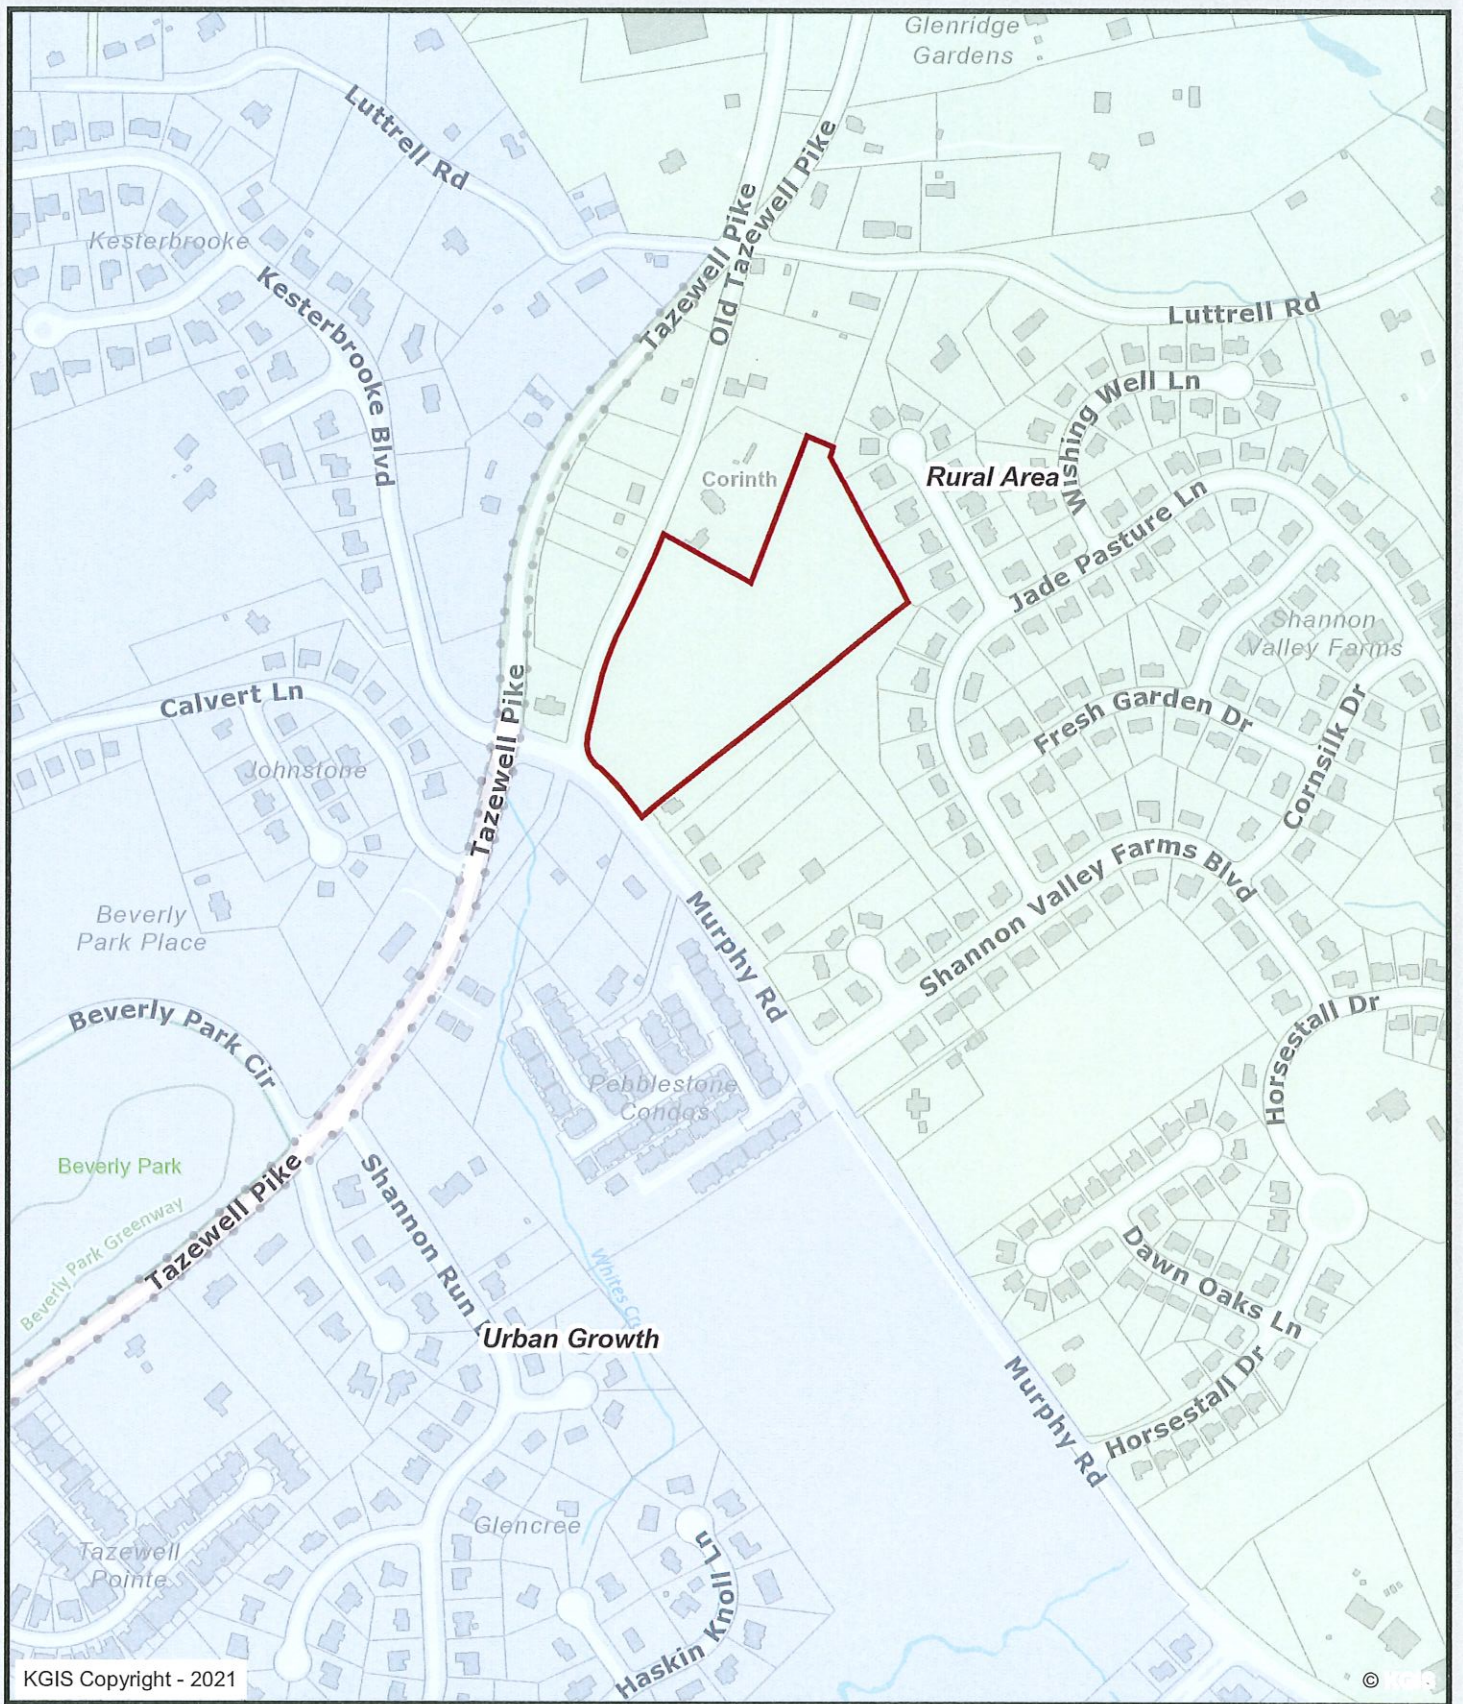 Glenridge
Gardens
Luttrell Rd
Tazewell Pike
Old Tazewell Pike
Kesterbrooke
Kesterbrooke Blvd
Luttrell Rd
Wishing Well Ln
Corinth
Rural Area
Jade Pasture Ln
Shannon
Valley Farms
Calvert Ln
Tazewell Pike
Fresh Garden Dr
Cornsilk Dr
Johnstone
Beverly
Park Place
Murphy Rd
Shannon Valley Farms Blvd
Beverly Park Cir
Horsestall Dr
Pebblestone
Condos
Beverly Park
Beverly Park Greenway
Tazewell Pike
Shannon Run
Whites
Dawn Oaks Ln
Urban Growth
Murphy Rd
Horsestall Dr
Glencree
Tazewell
Pointe
Haskin Knoll Ln
KGIS Copyright - 2021
© KGIS